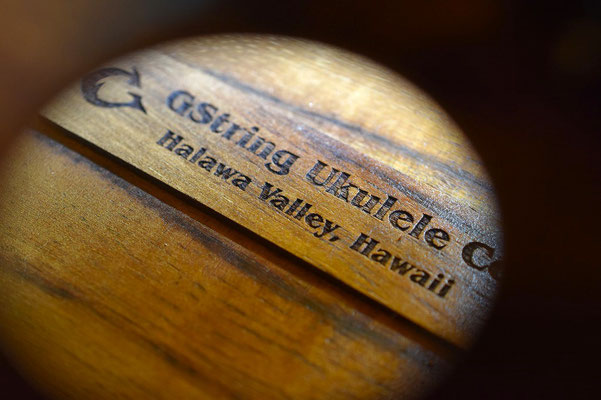 GString Ukulele Co
Halawa Valley, Hawaii